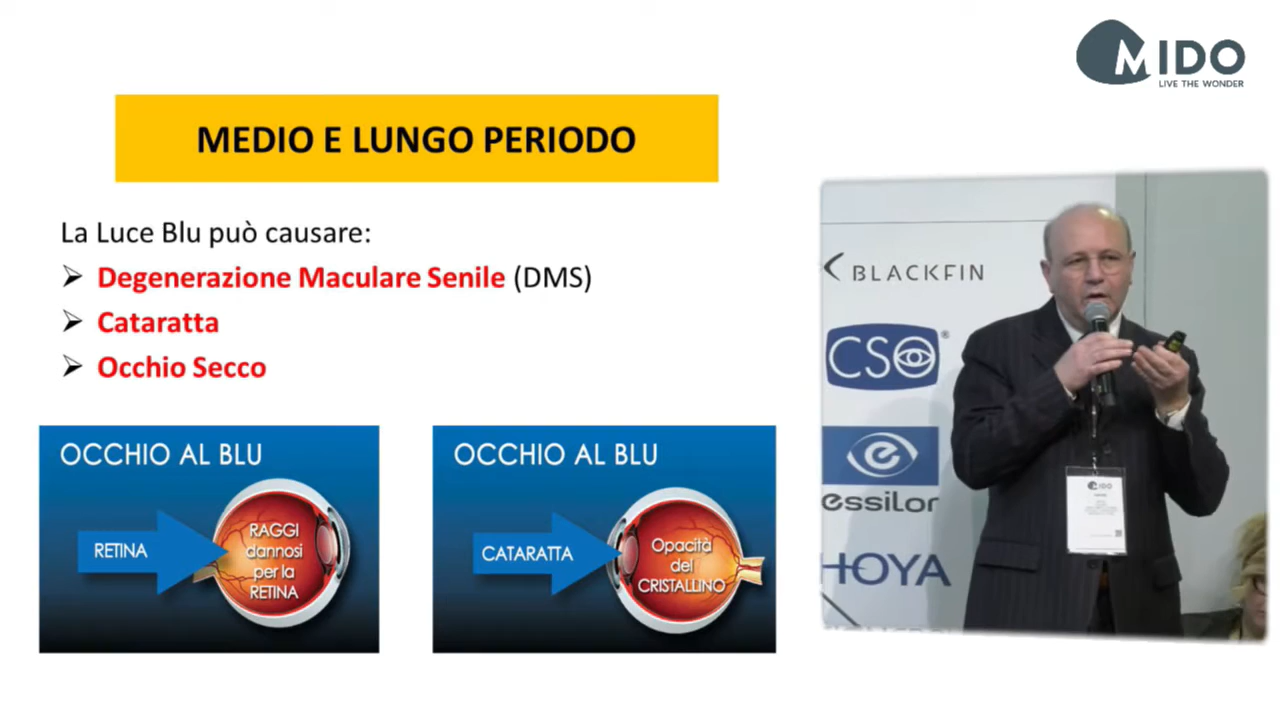 MIDO
LIVE THE WONDER
MEDIO E LUNGO PERIODO
La Luce Blu può causare:
Degenerazione Maculare Senile (DMS)
Cataratta
Occhio Secco
OCCHIO AL BLU
RETINA
RAGGI
dannosi
per la
RETINA
OCCHIO AL BLU
CATARATTA
Opacità
del
CRISTALLINO
BLACKFIN
CSO®
essilor
HOYA
MIDO